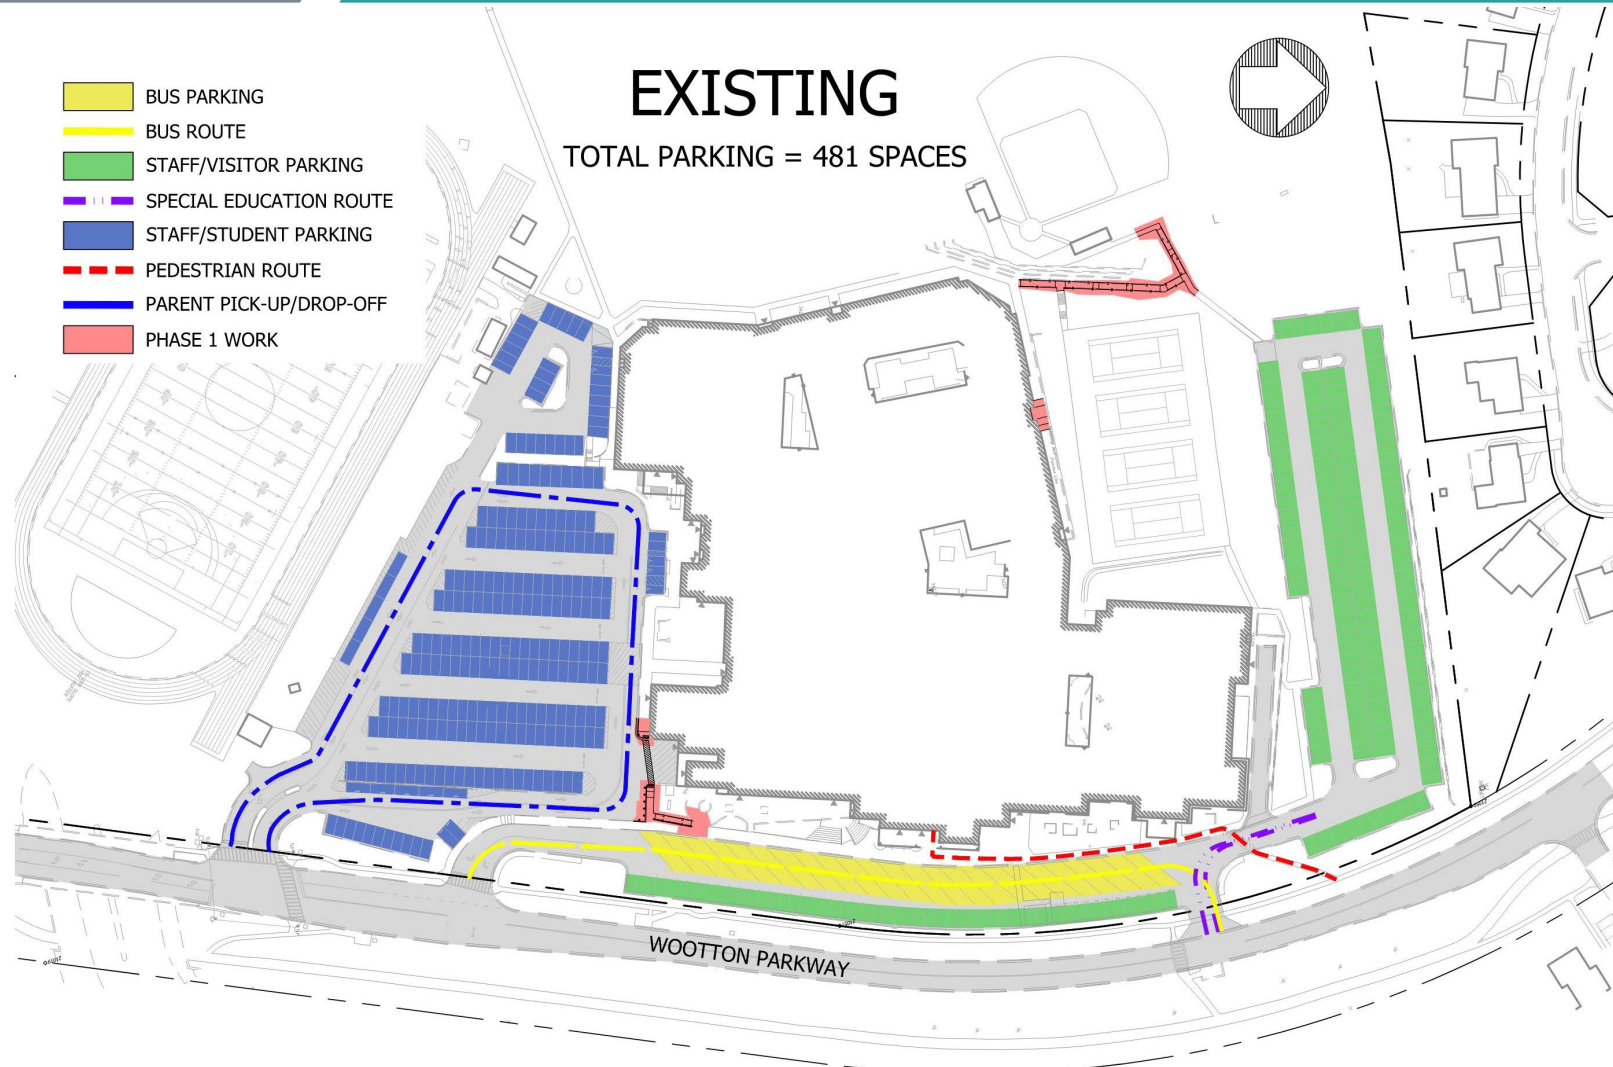 EXISTING
TOTAL PARKING = 481 SPACES
BUS PARKING
BUS ROUTE
STAFF/VISITOR PARKING
SPECIAL EDUCATION ROUTE
STAFF/STUDENT PARKING
PEDESTRIAN ROUTE
PARENT PICK-UP/DROP-OFF
PHASE 1 WORK
WOOTTON PARKWAY